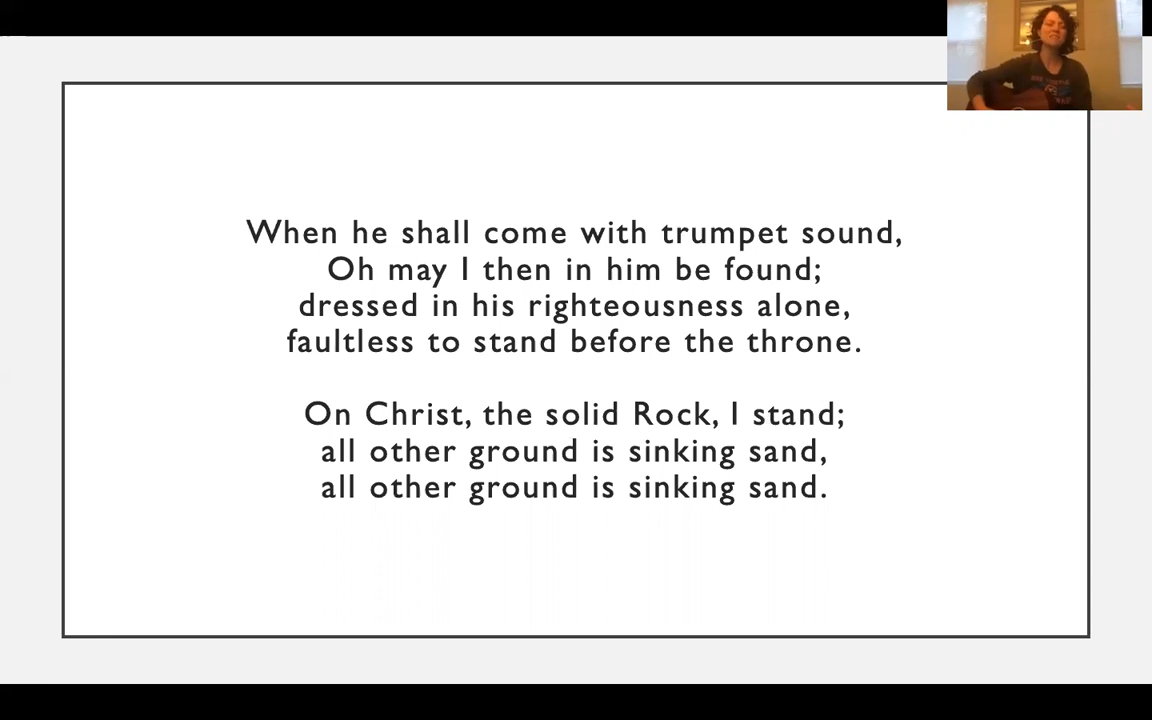 When he shall come with trumpet sound,
Oh may I then in him be found;
dressed in his righteousness alone,
faultless to stand before the throne.
On Christ, the solid Rock, I stand;
all other ground is sinking sand,
all other ground is sinking sand.